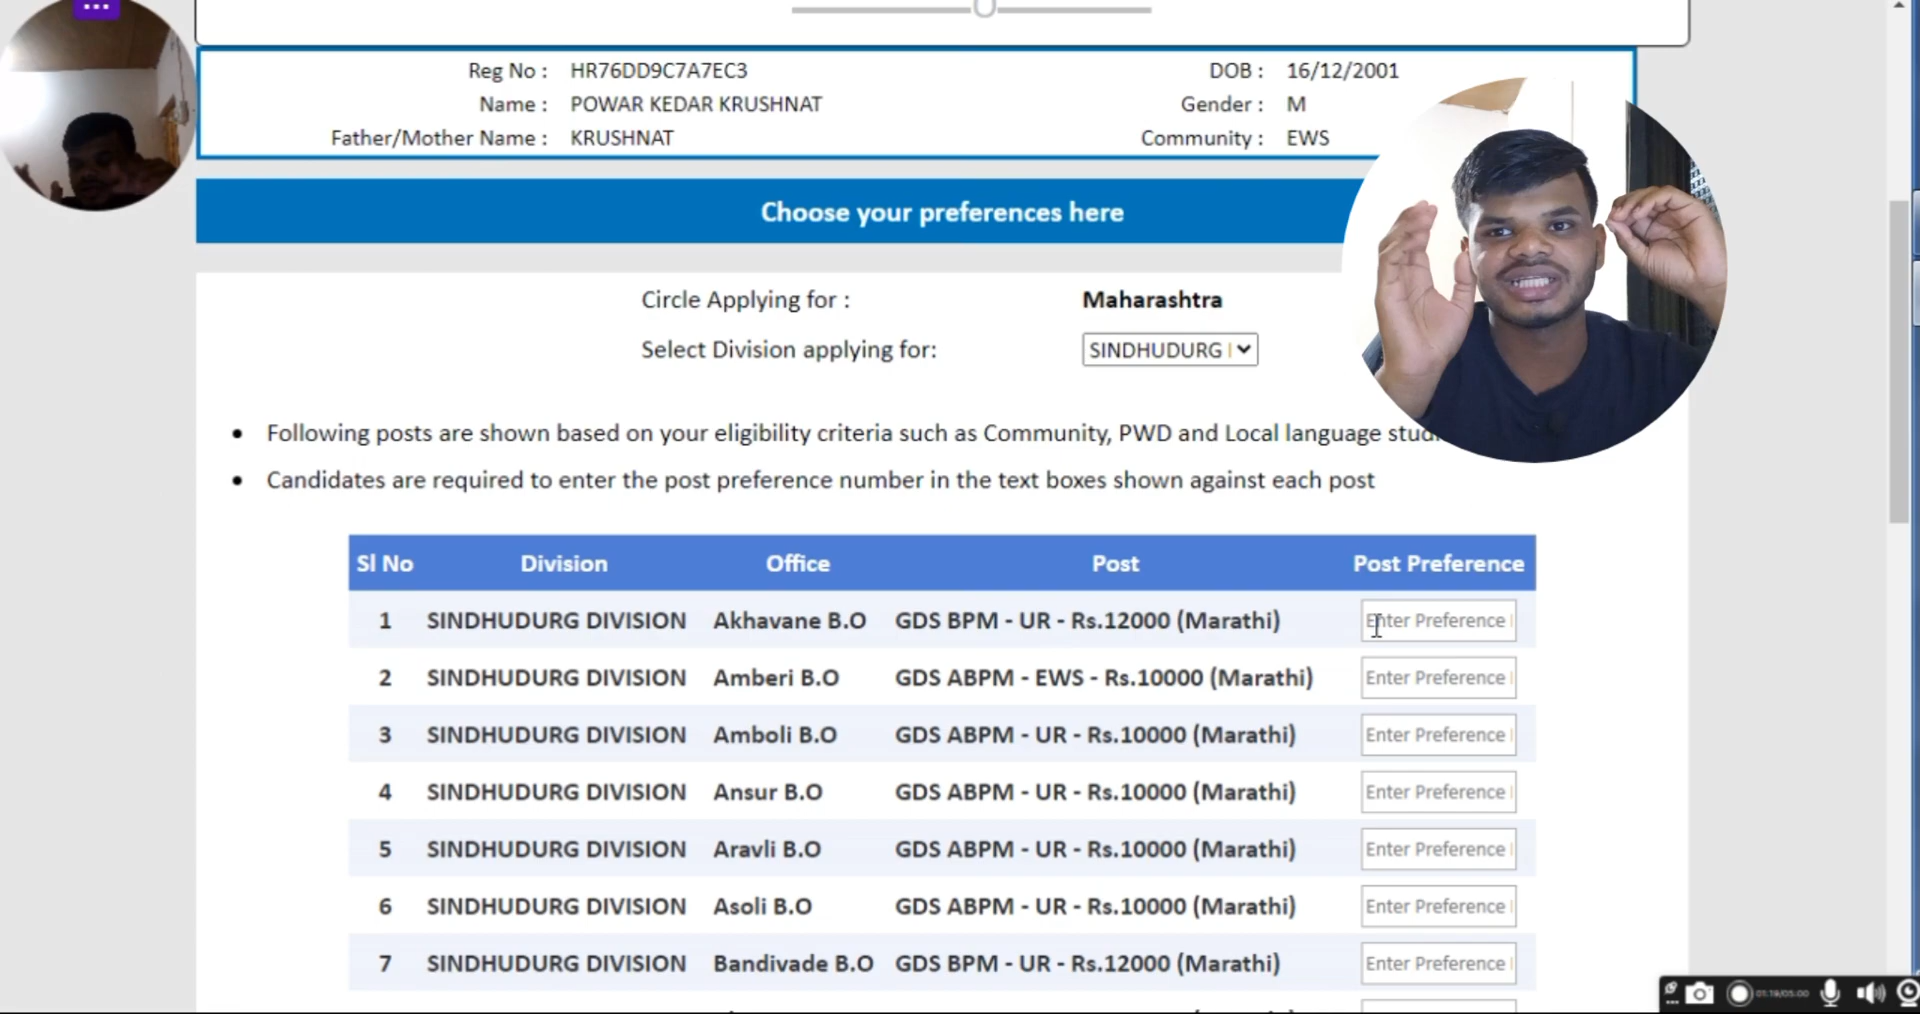 Reg No : HR76DD9C7A7EC3 DOB : 16/12/2001
Name : POWAR KEDAR KRUSHNAT Gender : M
Father/Mother Name : KRUSHNAT Community : EWS
Choose your preferences here
Circle Applying for : Maharashtra
Select Division applying for: SINDHUDURG
• Following posts are shown based on your eligibility criteria such as Community, PWD and Local language
• Candidates are required to enter the post preference number in the text boxes shown against each post
Sl No Division Office Post Post Preference
1 SINDHUDURG DIVISION Akhavane B.O GDS BPM - UR - Rs.12000 (Marathi) Enter Preference
2 SINDHUDURG DIVISION Amberi B.O GDS ABPM - EWS - Rs.10000 (Marathi) Enter Preference
3 SINDHUDURG DIVISION Amboli B.O GDS ABPM - UR - Rs.10000 (Marathi) Enter Preference
4 SINDHUDURG DIVISION Ansur B.O GDS ABPM - UR - Rs.10000 (Marathi) Enter Preference
5 SINDHUDURG DIVISION Aravli B.O GDS ABPM - UR - Rs.10000 (Marathi) Enter Preference
6 SINDHUDURG DIVISION Asoli B.O GDS ABPM - UR - Rs.10000 (Marathi) Enter Preference
7 SINDHUDURG DIVISION Bandivade B.O GDS BPM - UR - Rs.12000 (Marathi) Enter Preference